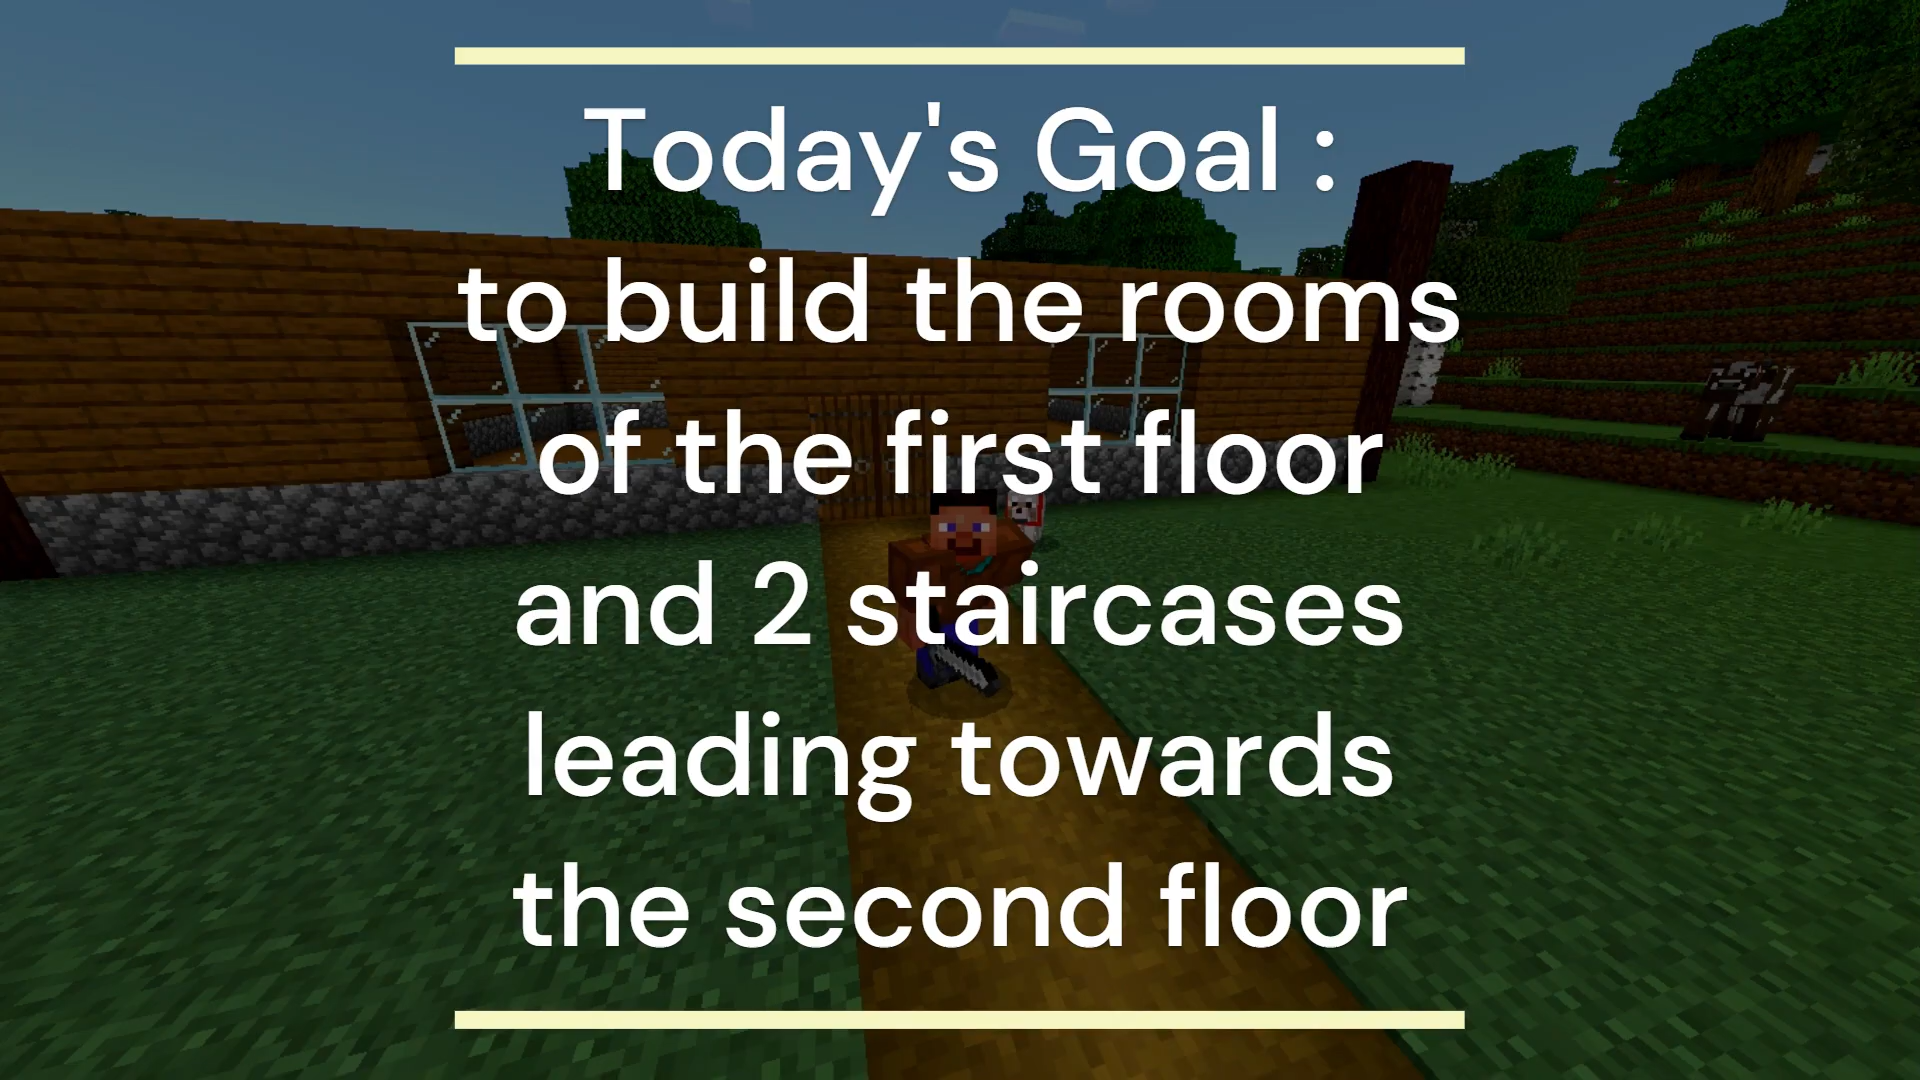 Today's Goal :
to build the rooms
of the first floor
and 2 staircases
leading towards
the second floor